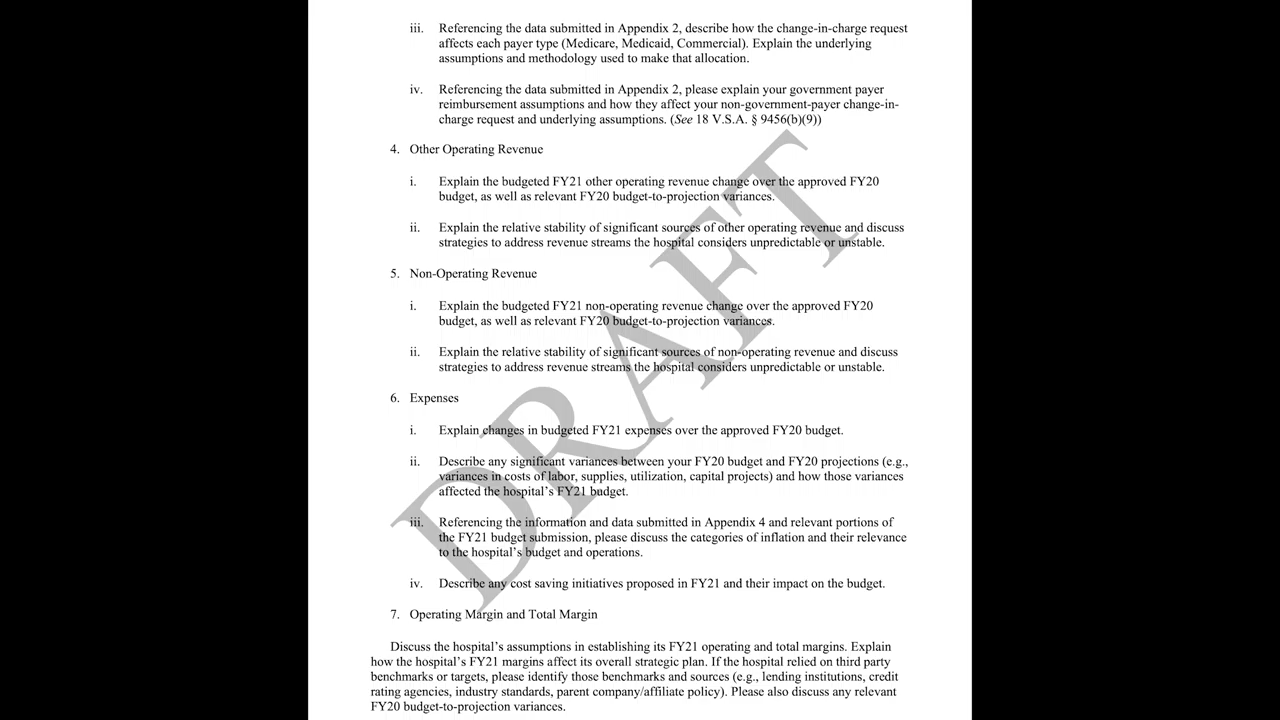 iii. Referencing the data submitted in Appendix 2, describe how the change-in-charge request
affects each payer type (Medicare, Medicaid, Commercial). Explain the underlying
assumptions and methodology used to make that allocation.
iv. Referencing the data submitted in Appendix 2, please explain your government payer
reimbursement assumptions and how they affect your non-government-payer change-in-
charge request and underlying assumptions. (See 18 V.S.A. § 9456(b)(9))
4. Other Operating Revenue
i. Explain the budgeted FY21 other operating revenue change over the approved FY20
budget, as well as relevant FY20 budget-to-projection variances.
ii. Explain the relative stability of significant sources of other operating revenue and discuss
strategies to address revenue streams the hospital considers unpredictable or unstable.
5. Non-Operating Revenue
i. Explain the budgeted FY21 non-operating revenue change over the approved FY20
budget, as well as relevant FY20 budget-to-projection variances.
ii. Explain the relative stability of significant sources of non-operating revenue and discuss
strategies to address revenue streams the hospital considers unpredictable or unstable.
6. Expenses
i. Explain changes in budgeted FY21 expenses over the approved FY20 budget.
ii. Describe any significant variances between your FY20 budget and FY20 projections (e.g.,
variances in costs of labor, supplies, utilization, capital projects) and how those variances
affected the hospital's FY21 budget.
iii. Referencing the information and data submitted in Appendix 4 and relevant portions of
the FY21 budget submission, please discuss the categories of inflation and their relevance
to the hospital's budget and operations.
iv. Describe any cost saving initiatives proposed in FY21 and their impact on the budget.
7. Operating Margin and Total Margin
Discuss the hospital's assumptions in establishing its FY21 operating and total margins. Explain
how the hospital's FY21 margins affect its overall strategic plan. If the hospital relied on third party
benchmarks or targets, please identify those benchmarks and sources (e.g., lending institutions, credit
rating agencies, industry standards, parent company/affiliate policy). Please also discuss any relevant
FY20 budget-to-projection variances.
DRAFT